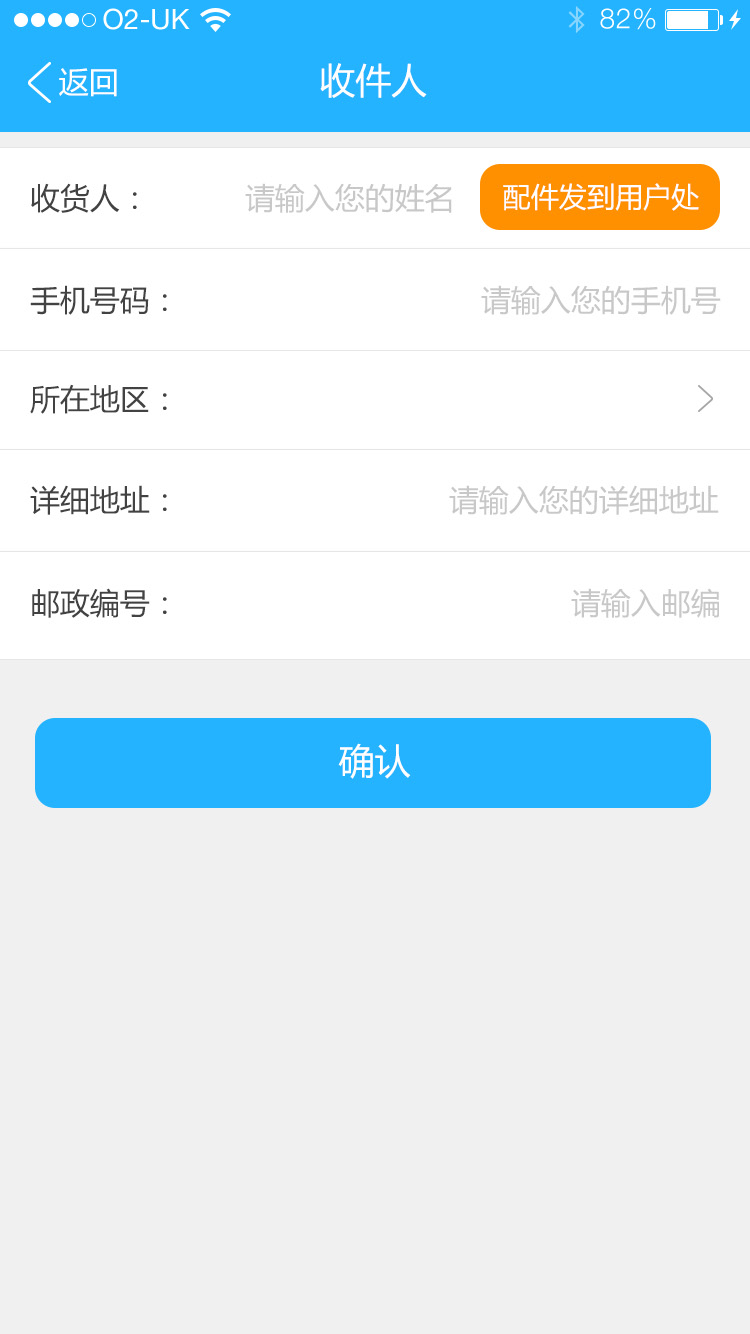 O2-UK 82%
返回 收件人
收货人： 请输入您的姓名 配件发到用户处
手机号码： 请输入您的手机号
所在地区：
详细地址： 请输入您的详细地址
邮政编号： 请输入邮编
确认